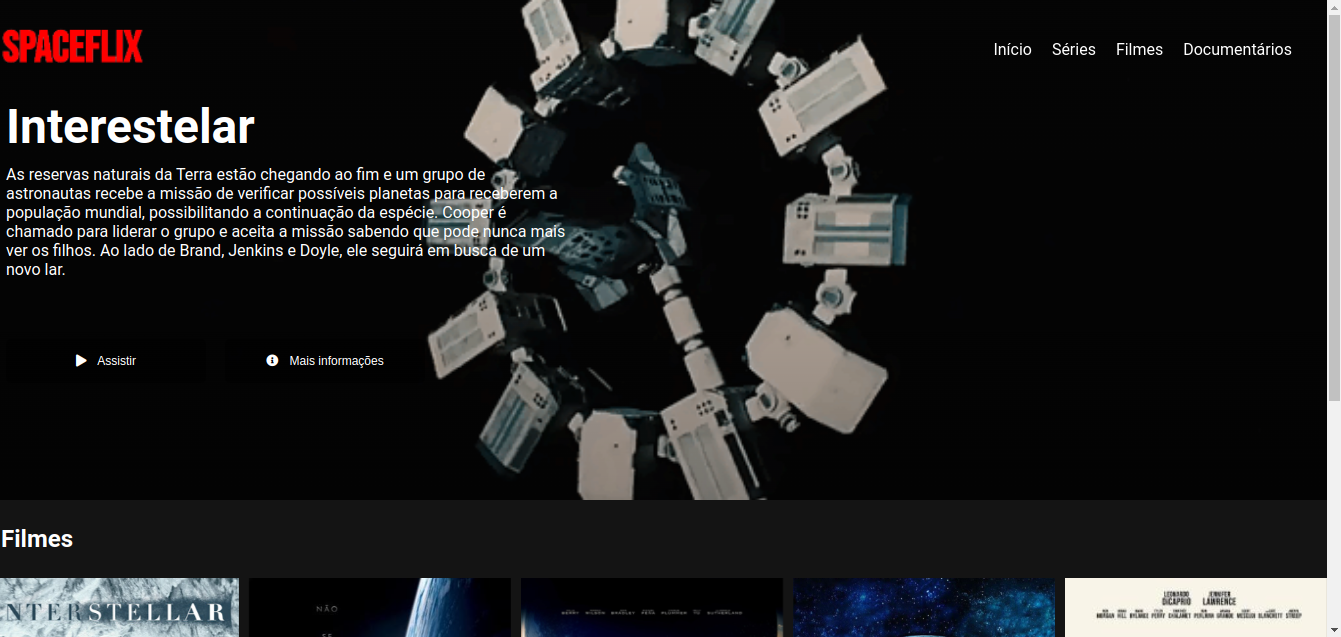 SPACEFLIX
Início Séries Filmes Documentários
Interestelar
As reservas naturais da Terra estão chegando ao fim e um grupo de
astronautas recebe a missão de verificar possíveis planetas para receberem a
população mundial, possibilitando a continuação da espécie. Cooper é
chamado para liderar o grupo e aceita a missão sabendo que pode nunca mais
ver os filhos. Ao lado de Brand, Jenkins e Doyle, ele seguirá em busca de um
novo lar.
Assistir Mais informações
Filmes
NTERSTELLAR
NÃO
SE
LEONARDO JENNIFER
DiCAPRIO LAWRENCE